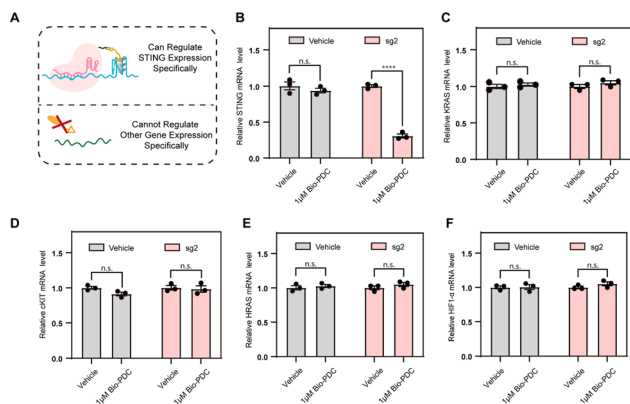 A
Can Regulate
STING Expression
Specifically
Cannot Regulate
Other Gene Expression
Specifically
B
Vehicle
sg2
Relative STING mRNA level
1.5
1.0
0.5
0.0
n.s.
****
Vehicle
1μM Bio-PDC
Vehicle
1μM Bio-PDC
C
Vehicle
sg2
Relative KRAS mRNA level
1.5
1.0
0.5
0.0
n.s.
n.s.
Vehicle
1μM Bio-PDC
Vehicle
1μM Bio-PDC
D
Vehicle
sg2
Relative cKIT mRNA level
1.5
1.0
0.5
0.0
n.s.
n.s.
Vehicle
1μM Bio-PDC
Vehicle
1μM Bio-PDC
E
Vehicle
sg2
Relative HRAS mRNA level
1.5
1.0
0.5
0.0
n.s.
n.s.
Vehicle
1μM Bio-PDC
Vehicle
1μM Bio-PDC
F
Vehicle
sg2
Relative HIF1-α mRNA level
1.5
1.0
0.5
0.0
n.s.
n.s.
Vehicle
1μM Bio-PDC
Vehicle
1μM Bio-PDC